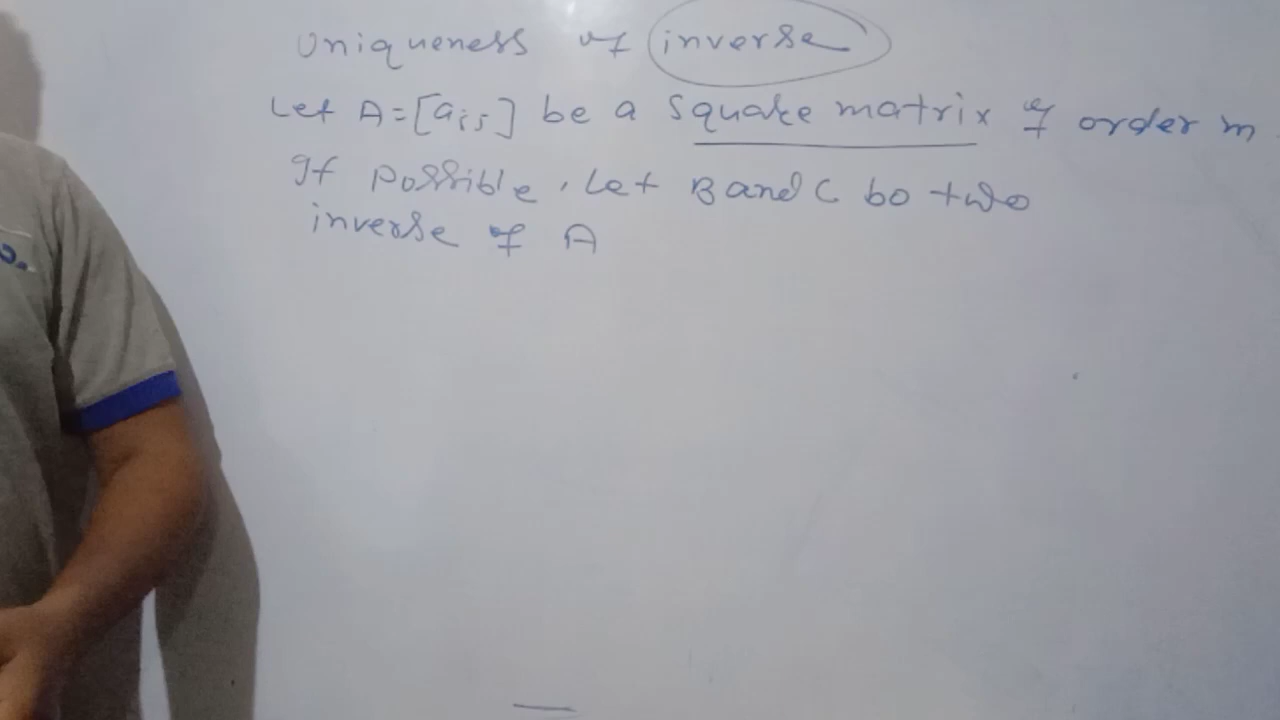 Uniqueness of inverse
Let A=[aij] be a square matrix of order m
If possible, Let B and C be two
inverse of A